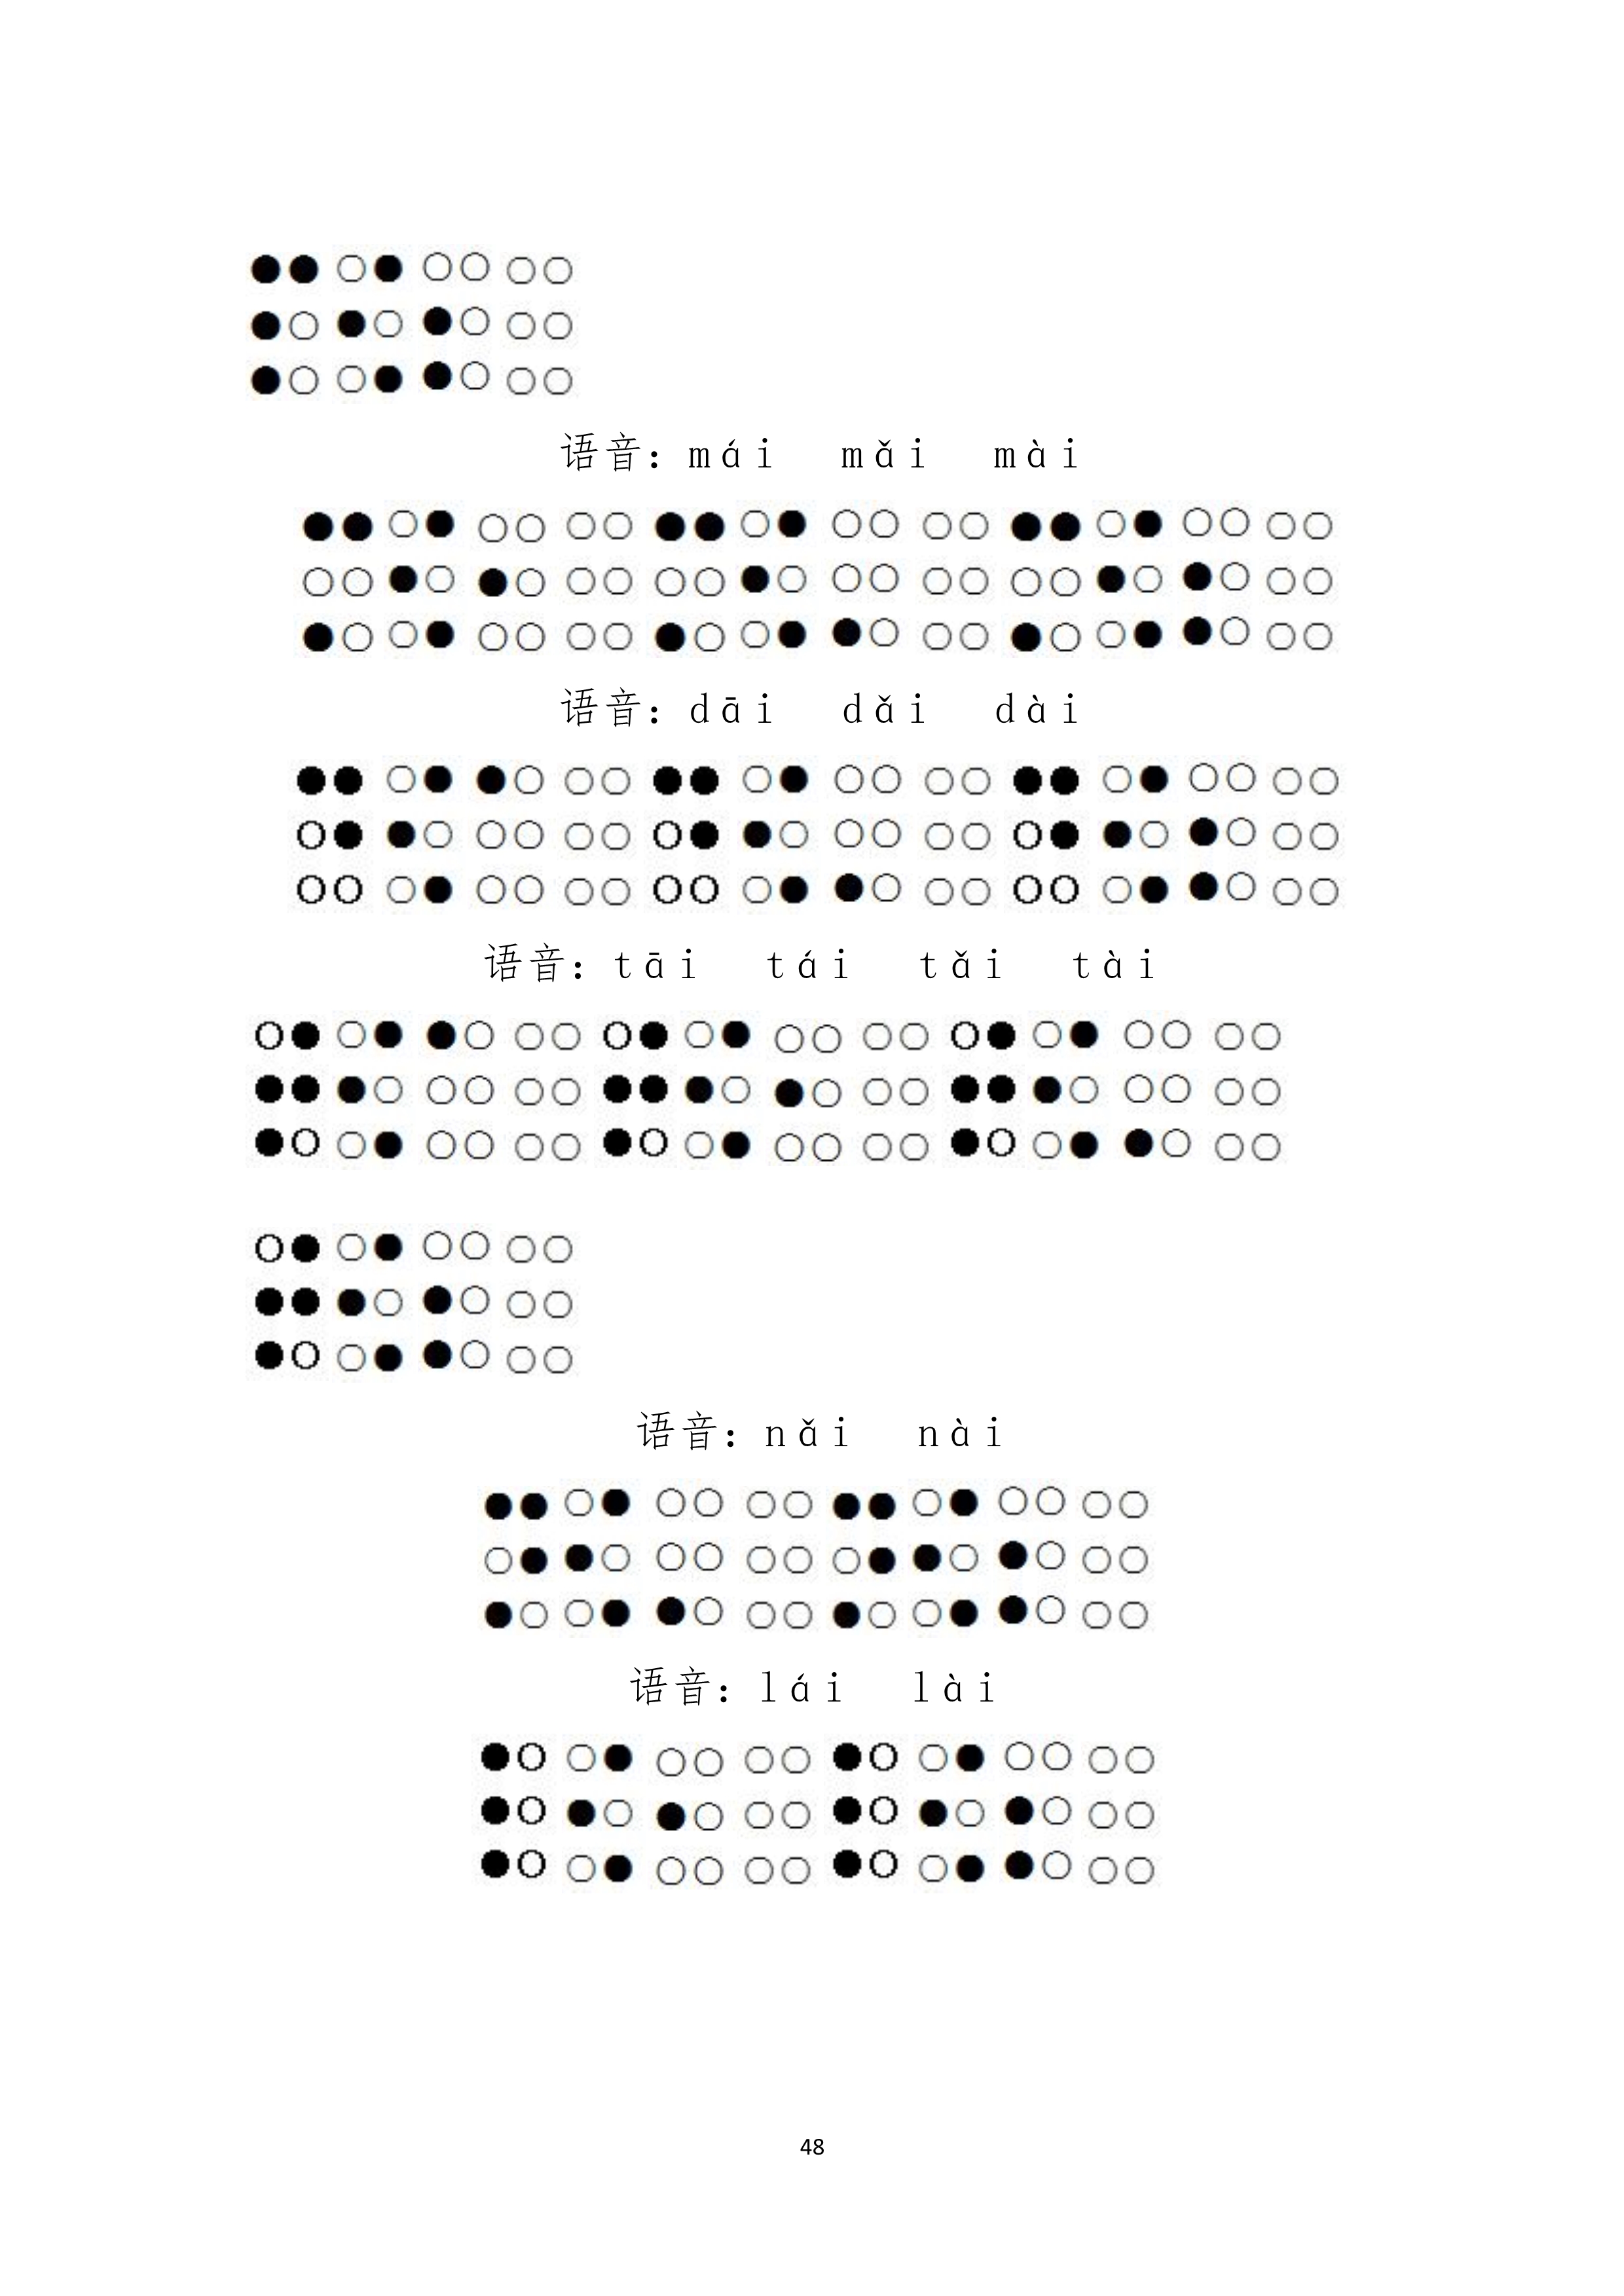 语音：mái mǎi mài
语音：dāi dǎi dài
语音：tāi tái tǎi tài
语音：nǎi nài
语音：lái lài
48